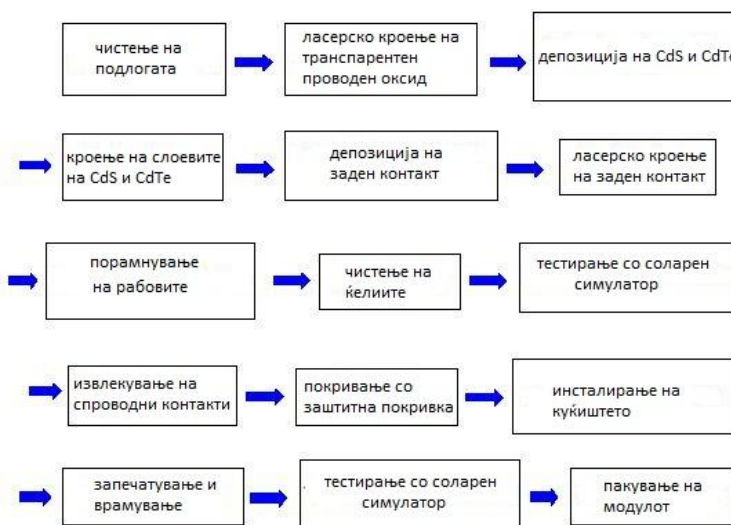 чистење на
подлогата
ласерско кроење на
транспарентен
проводен оксид
депозиција на CdS и CdTe
кроење на слоевите
на CdS и CdTe
депозиција на
заден контакт
ласерско кроење
на заден контакт
порамнување
на рабовите
чистење на
ќелиите
тестирање со соларен
симулатор
извлекување на
спроводни контакти
покривање со
заштитна покривка
инсталирање на
куќиштето
запечатување и
врамување
тестирање со соларен
симулатор
пакување на
модулот